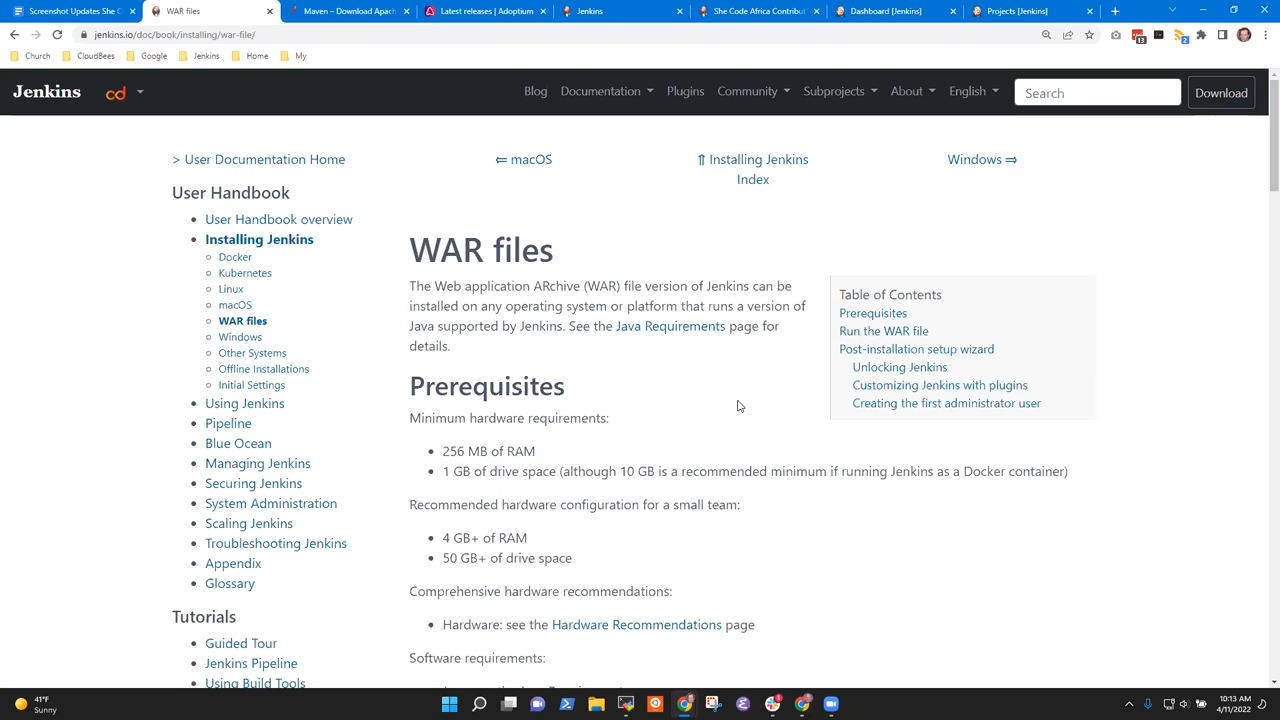 Screenshot Updates She C
WAR files
Maven – Download Apach
Latest releases | Adoptium
Jenkins
She Code Africa Contribut
Dashboard [Jenkins]
Projects [Jenkins]
jenkins.io/doc/book/installing/war-file/
13
2
Church
CloudBees
Google
Jenkins
Home
My
Jenkins
cd
Blog
Documentation
Plugins
Community
Subprojects
About
English
Search
Download
> User Documentation Home
⇐ macOS
⇑ Installing Jenkins
Index
Windows ⇒
User Handbook
User Handbook overview
Installing Jenkins
Docker
Kubernetes
Linux
macOS
WAR files
Windows
Other Systems
Offline Installations
Initial Settings
Using Jenkins
Pipeline
Blue Ocean
Managing Jenkins
Securing Jenkins
System Administration
Scaling Jenkins
Troubleshooting Jenkins
Appendix
Glossary
Tutorials
Guided Tour
Jenkins Pipeline
Using Build Tools
WAR files
The Web application ARchive (WAR) file version of Jenkins can be
installed on any operating system or platform that runs a version of
Java supported by Jenkins. See the Java Requirements page for
details.
Table of Contents
Prerequisites
Run the WAR file
Post-installation setup wizard
Unlocking Jenkins
Customizing Jenkins with plugins
Creating the first administrator user
Prerequisites
Minimum hardware requirements:
256 MB of RAM
1 GB of drive space (although 10 GB is a recommended minimum if running Jenkins as a Docker container)
Recommended hardware configuration for a small team:
4 GB+ of RAM
50 GB+ of drive space
Comprehensive hardware recommendations:
Hardware: see the Hardware Recommendations page
Software requirements:
41°F
Sunny
10:13 AM
4/11/2022